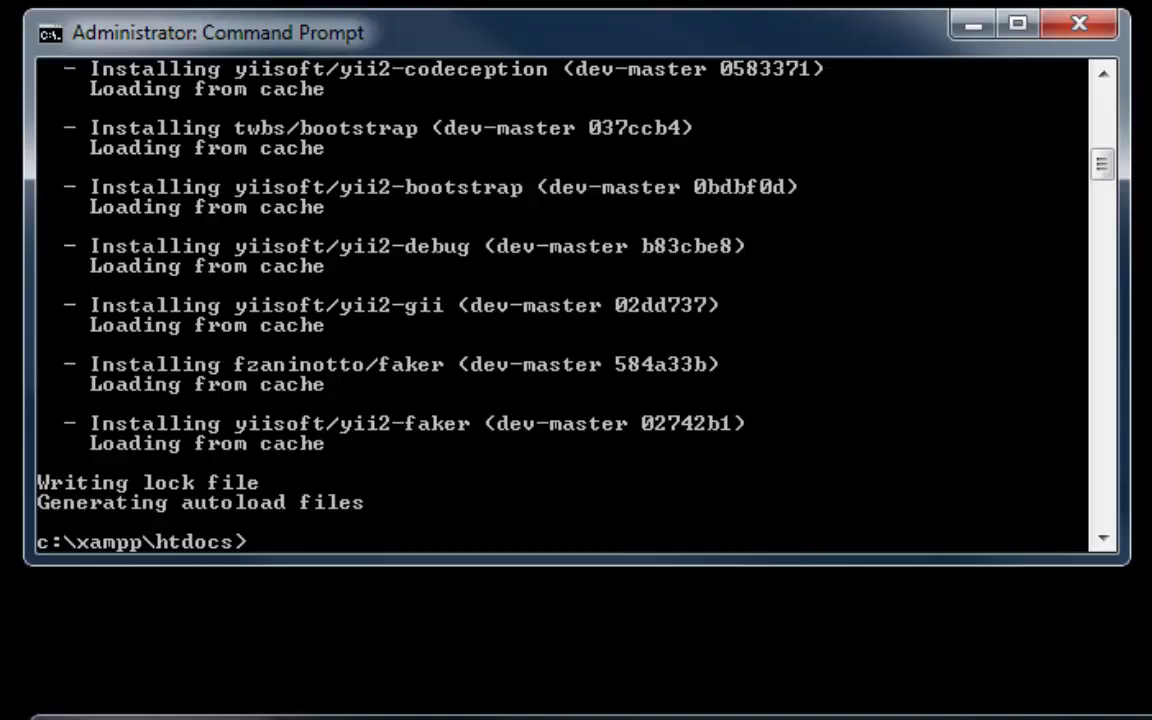 Administrator: Command Prompt
- Installing yiisoft/yii2-codeception (dev-master 0583371)
Loading from cache
- Installing twbs/bootstrap (dev-master 037ccb4)
Loading from cache
- Installing yiisoft/yii2-bootstrap (dev-master 0bdbf0d)
Loading from cache
- Installing yiisoft/yii2-debug (dev-master b83cbe8)
Loading from cache
- Installing yiisoft/yii2-gii (dev-master 02dd737)
Loading from cache
- Installing fzaninotto/faker (dev-master 584a33b)
Loading from cache
- Installing yiisoft/yii2-faker (dev-master 02742b1)
Loading from cache
Writing lock file
Generating autoload files
c:\xampp\htdocs>